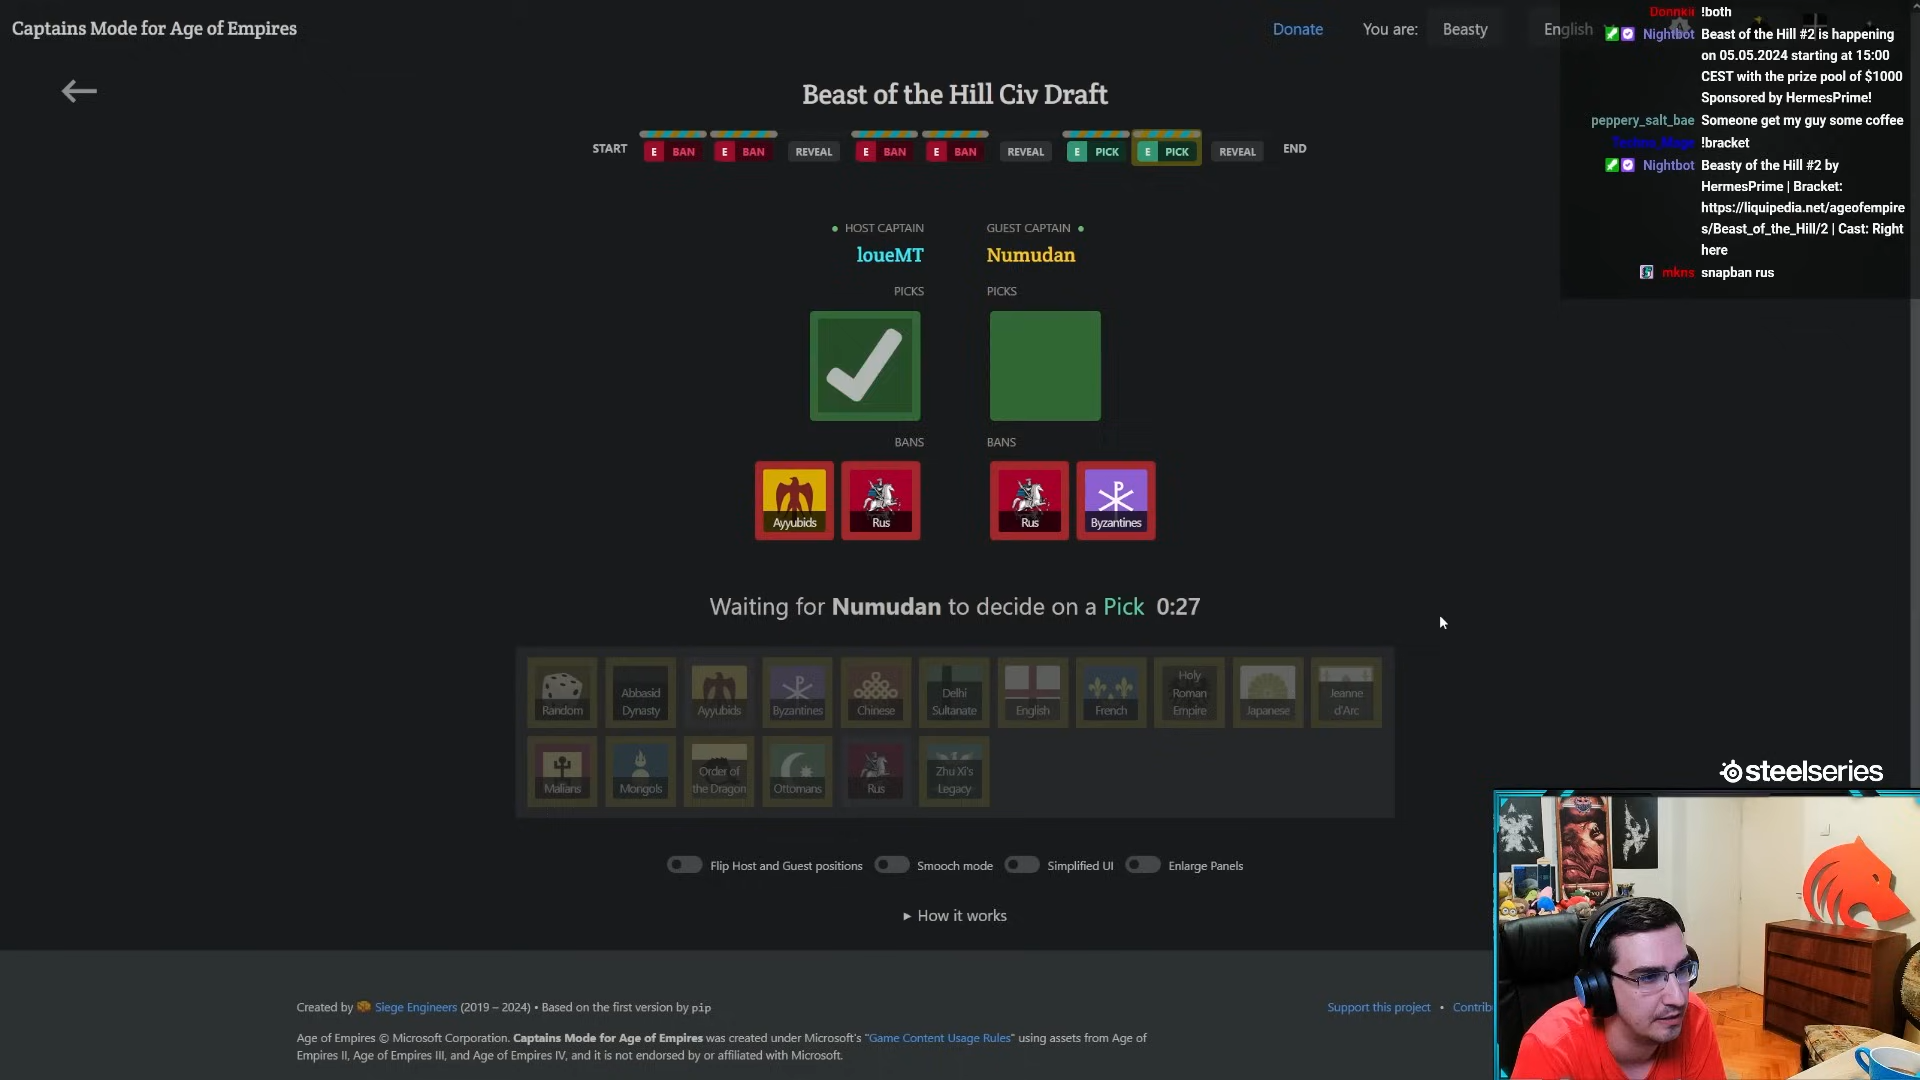 Captains Mode for Age of Empires
Donate
You are:
Beasty
English
Beast of the Hill Civ Draft
START
E BAN
E BAN
REVEAL
E BAN
E BAN
REVEAL
E PICK
E PICK
REVEAL
END
HOST CAPTAIN
loueMT
PICKS
GUEST CAPTAIN
Numudan
PICKS
BANS
BANS
Ayyubids
Rus
Rus
Byzantines
Waiting for Numudan to decide on a Pick 0:27
Random
Abbasid
Dynasty
Ayyubids
Byzantines
Chinese
Delhi
Sultanate
English
French
Holy
Roman
Empire
Japanese
Jeanne
d'Arc
Malians
Mongols
Order of
the Dragon
Ottomans
Rus
Zhu Xi's
Legacy
Flip Host and Guest positions
Smooch mode
Simplified UI
Enlarge Panels
▸ How it works
Created by Siege Engineers (2019 – 2024) • Based on the first version by pip
Support this project • Contrib
Age of Empires © Microsoft Corporation. Captains Mode for Age of Empires was created under Microsoft's "Game Content Usage Rules" using assets from Age of
Empires II, Age of Empires III, and Age of Empires IV, and it is not endorsed by or affiliated with Microsoft.
Donnkii !both
Nightbot Beast of the Hill #2 is happening
on 05.05.2024 starting at 15:00
CEST with the prize pool of $1000
Sponsored by HermesPrime!
peppery_salt_bae Someone get my guy some coffee
!bracket
Nightbot Beasty of the Hill #2 by
HermesPrime | Bracket:
https://liquipedia.net/ageofempire
s/Beast_of_the_Hill/2 | Cast: Right
here
mkns snapban rus
steelseries